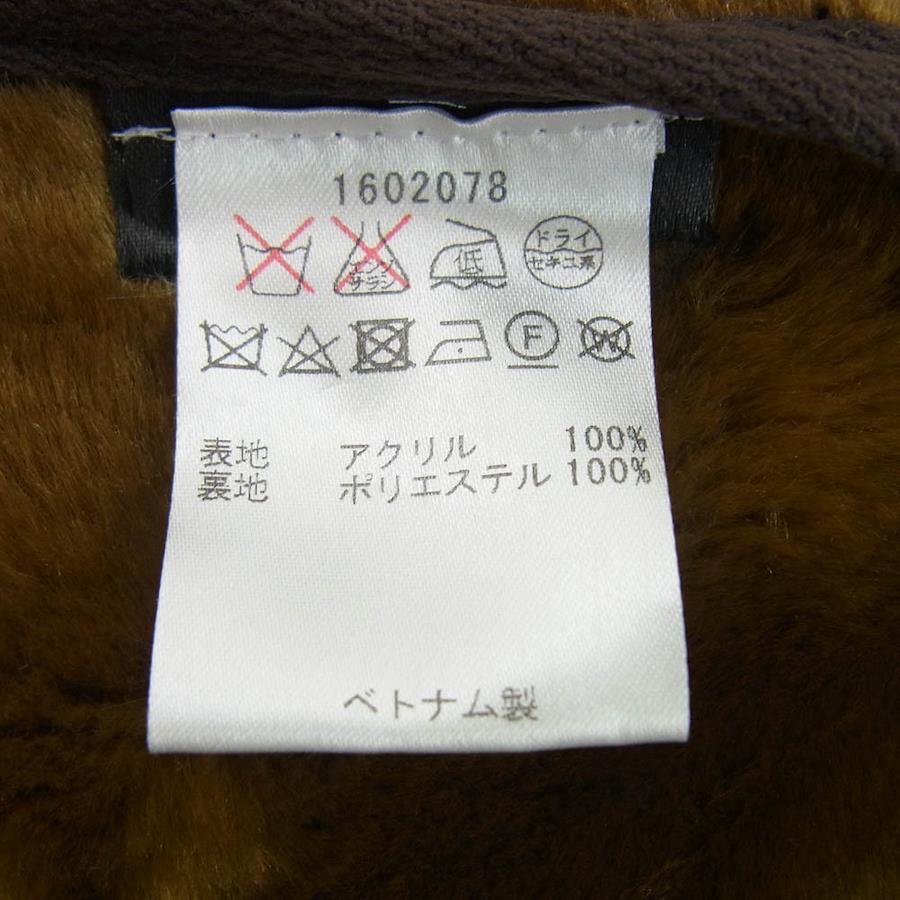 1602078
エンソ サラシ 低 ドライ セキユ系
F W
表地 アクリル 100%
裏地 ポリエステル 100%
ベトナム製